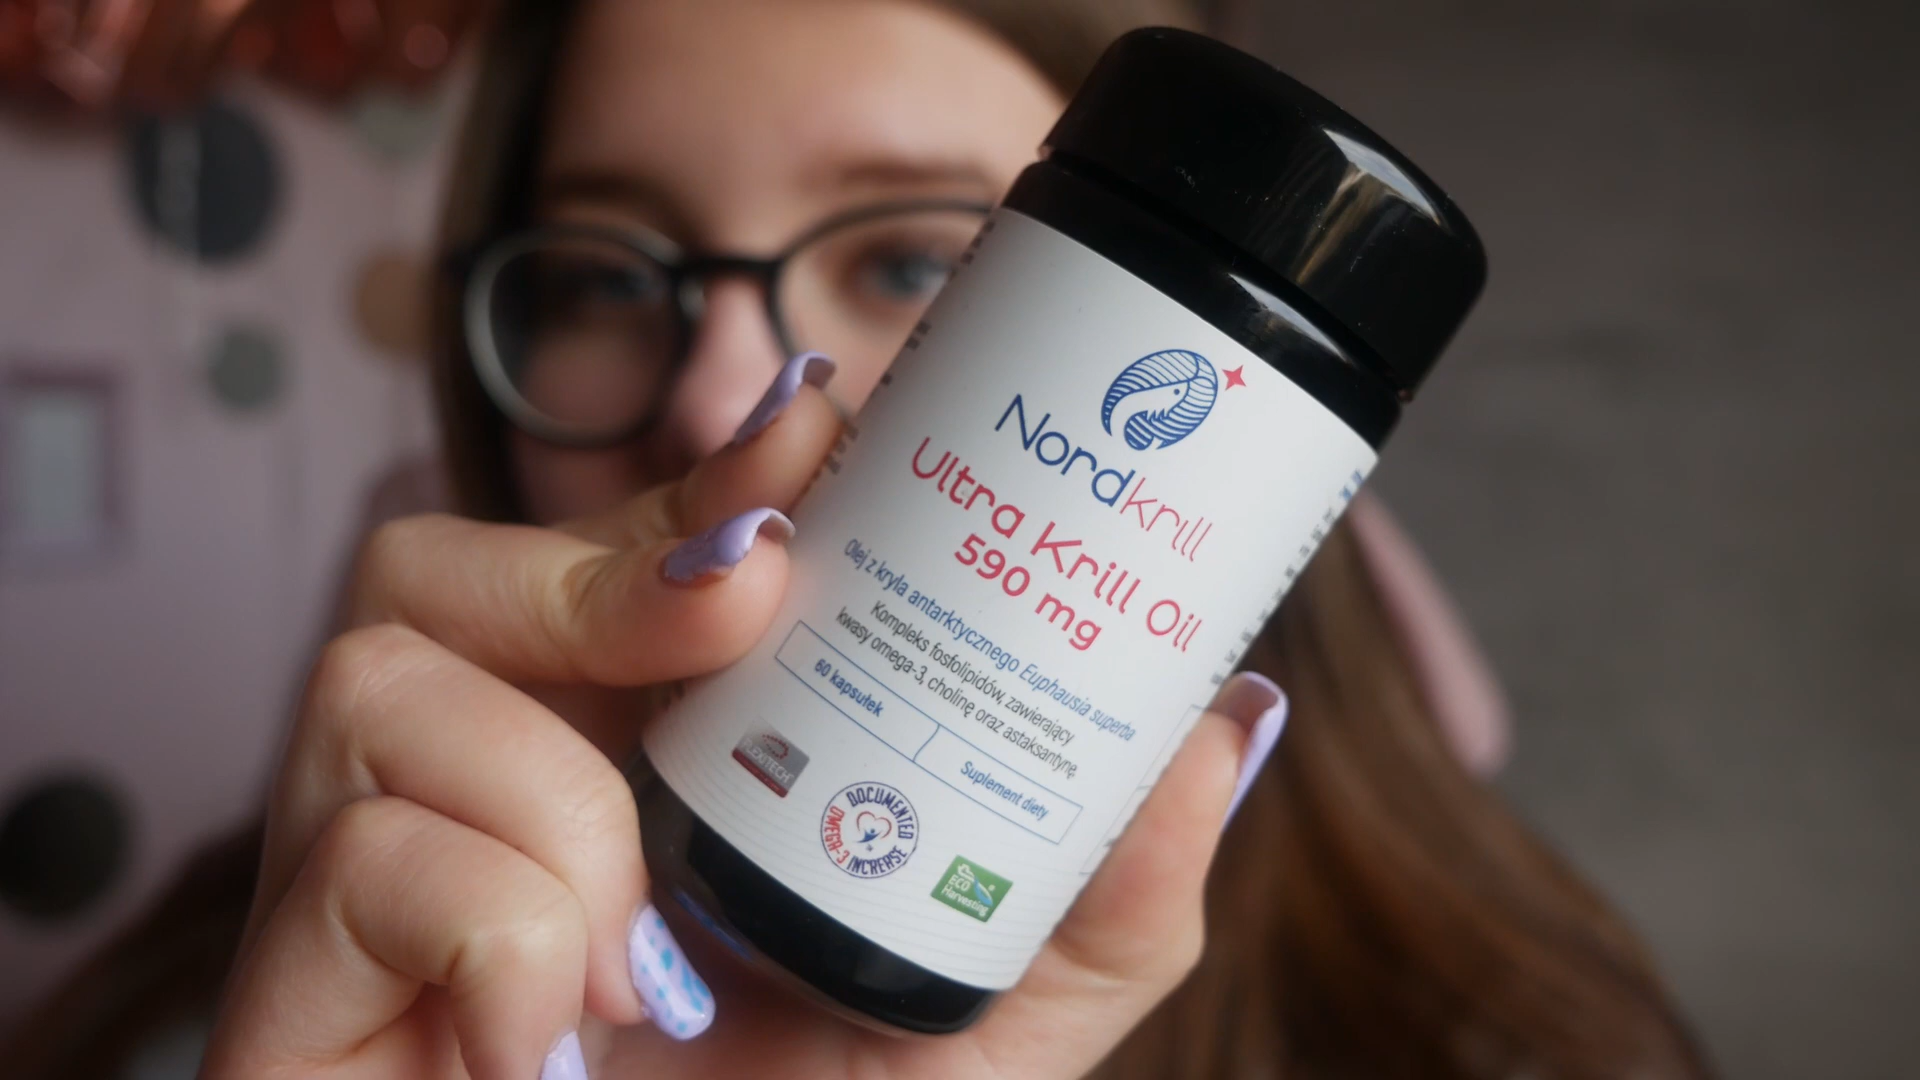 Nordkrill
Ultra Krill Oil
590 mg
Olej z kryla antarktycznego Euphausia superba
Kompleks fosfolipidów, zawierający
kwasy omega-3, cholinę oraz astaksantynę.
60 kapsułek
Suplement diety
FLEXITECH
DOCUMENTED
OMEGA-3 INCREASE
ECO
Harvesting